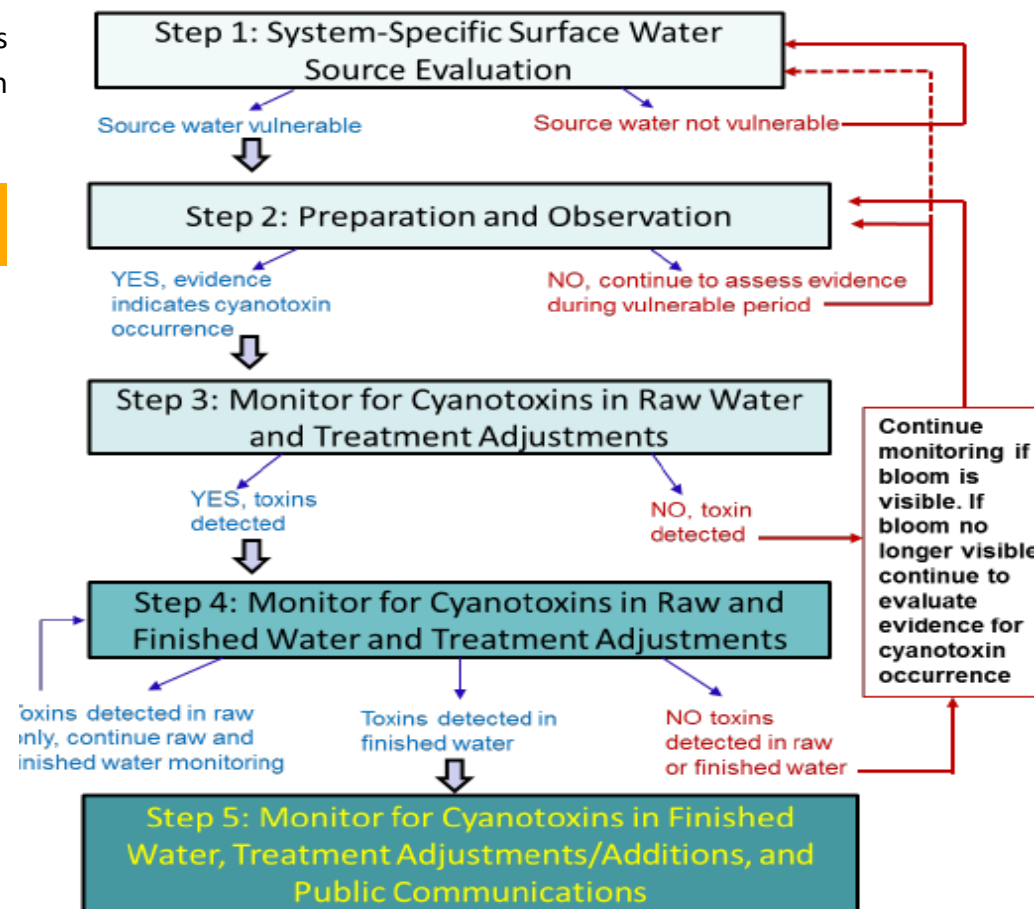 s
n
Step 1: System-Specific Surface Water
Source Evaluation
Source water vulnerable
Source water not vulnerable
Step 2: Preparation and Observation
YES, evidence
indicates cyanotoxin
occurrence
NO, continue to assess evidence
during vulnerable period
Step 3: Monitor for Cyanotoxins in Raw Water
and Treatment Adjustments
YES, toxins
detected
NO, toxin
detected
Continue
monitoring if
bloom is
visible. If
bloom no
longer visible
continue to
evaluate
evidence for
cyanotoxin
occurrence
Step 4: Monitor for Cyanotoxins in Raw and
Finished Water and Treatment Adjustments
oxins detected in raw
only, continue raw and
inished water monitoring
Toxins detected in
finished water
NO toxins
detected in raw
or finished water
Step 5: Monitor for Cyanotoxins in Finished
Water, Treatment Adjustments/Additions, and
Public Communications